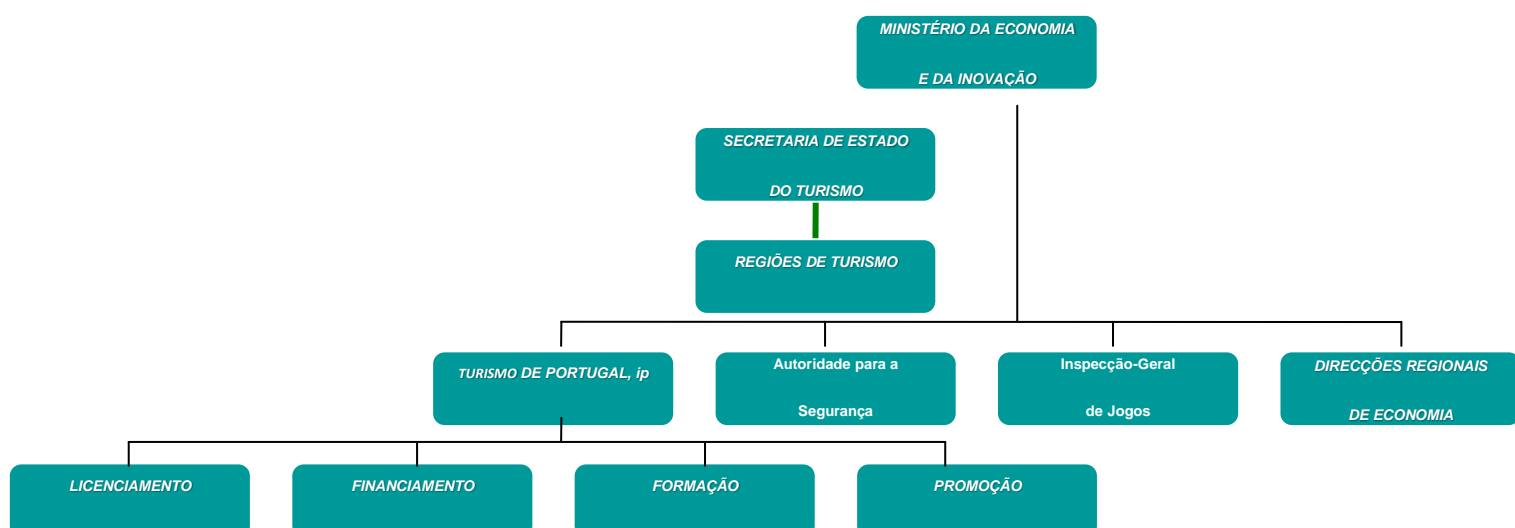 MINISTÉRIO DA ECONOMIA
E DA INOVAÇÃO
SECRETARIA DE ESTADO
DO TURISMO
REGIÕES DE TURISMO
TURISMO DE PORTUGAL, ip
Autoridade para a
Segurança
Inspecção-Geral
de Jogos
DIRECÇÕES REGIONAIS
DE ECONOMIA
LICENCIAMENTO
FINANCIAMENTO
FORMAÇÃO
PROMOÇÃO